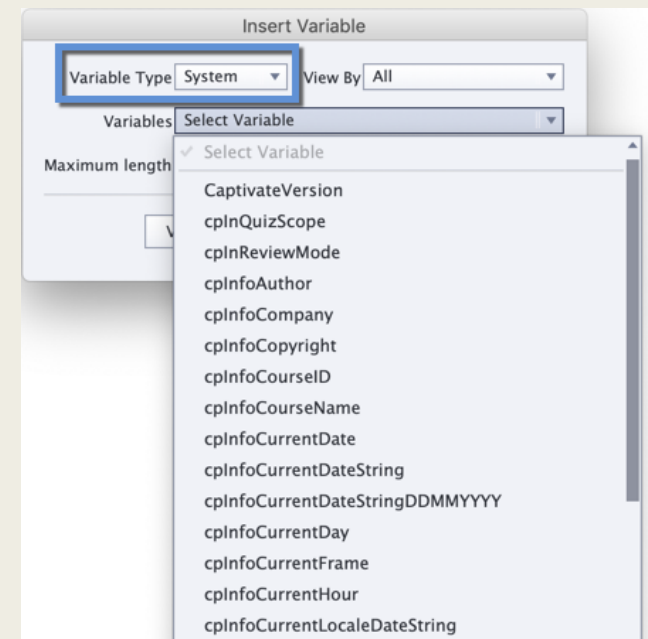 Insert Variable
Variable Type System View By All
Variables Select Variable
Select Variable
Maximum length
CaptivateVersion
cpInQuizScope
cpInReviewMode
cpInfoAuthor
cpInfoCompany
cpInfoCopyright
cpInfoCourseID
cpInfoCourseName
cpInfoCurrentDate
cpInfoCurrentDateString
cpInfoCurrentDateStringDDMMYYYY
cpInfoCurrentDay
cpInfoCurrentFrame
cpInfoCurrentHour
cpInfoCurrentLocaleDateString